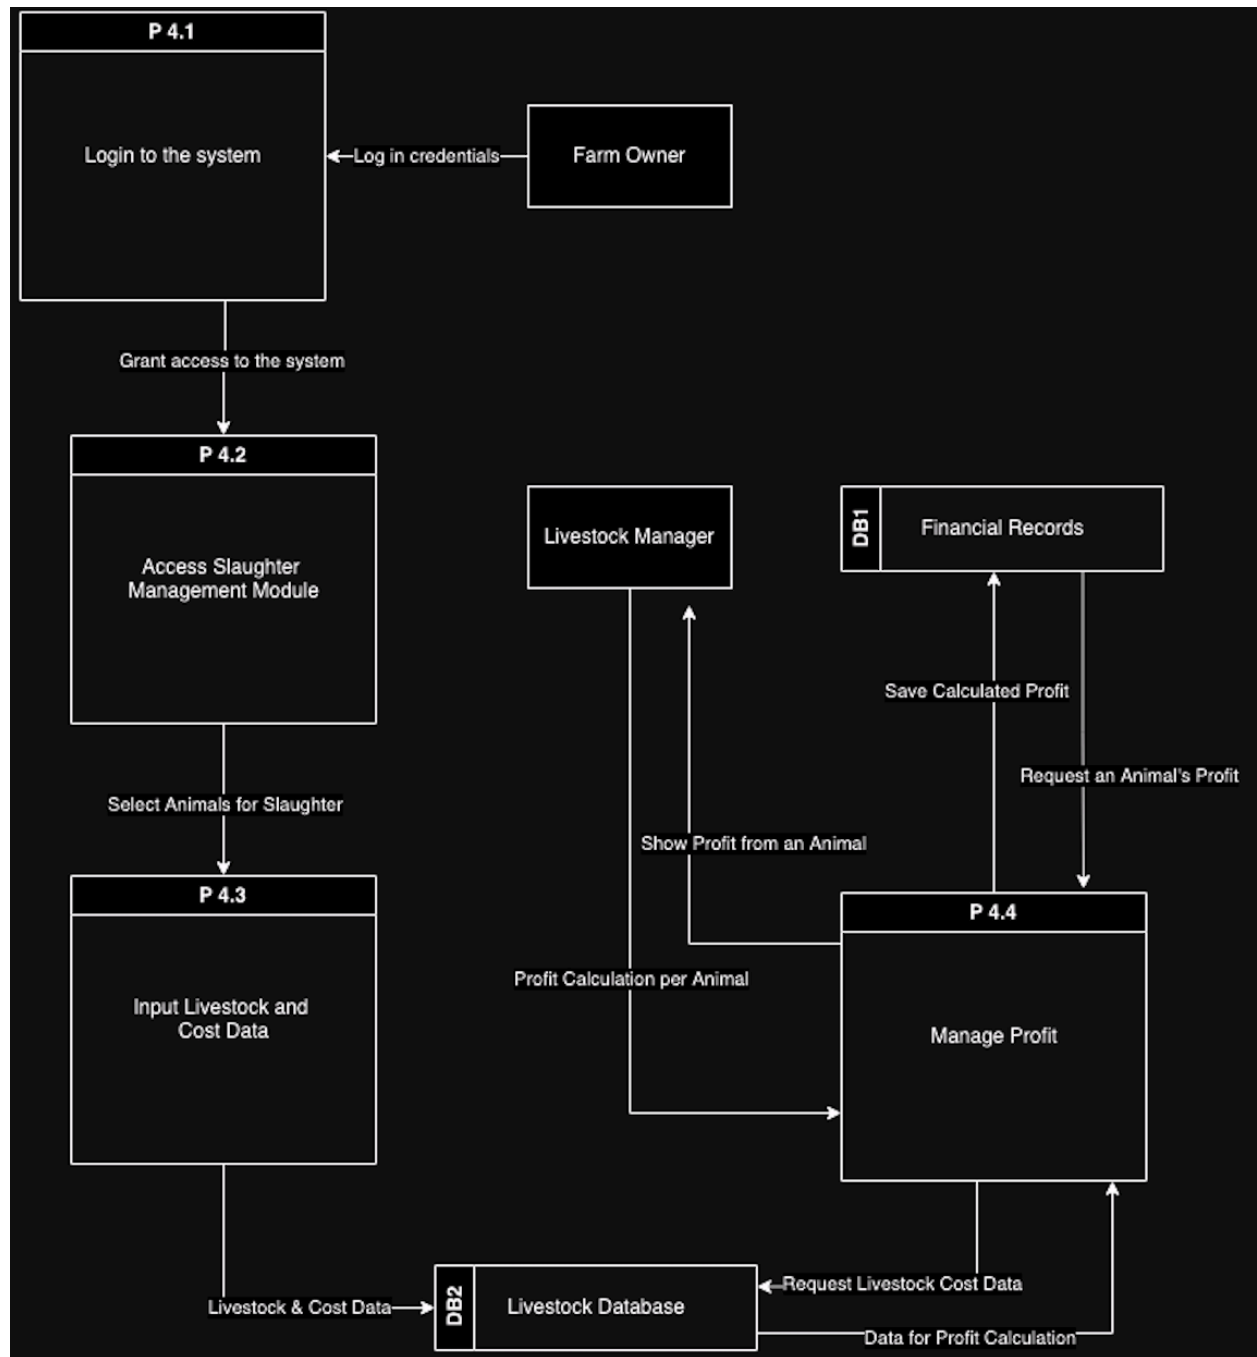 P 4.1
Login to the system
Log in credentials
Farm Owner
Grant access to the system
P 4.2
Access Slaughter
Management Module
Livestock Manager
DB1
Financial Records
Save Calculated Profit
Request an Animal's Profit
Select Animals for Slaughter
Show Profit from an Animal
P 4.3
P 4.4
Profit Calculation per Animal
Input Livestock and
Cost Data
Manage Profit
Livestock & Cost Data
DB2
Livestock Database
Request Livestock Cost Data
Data for Profit Calculation